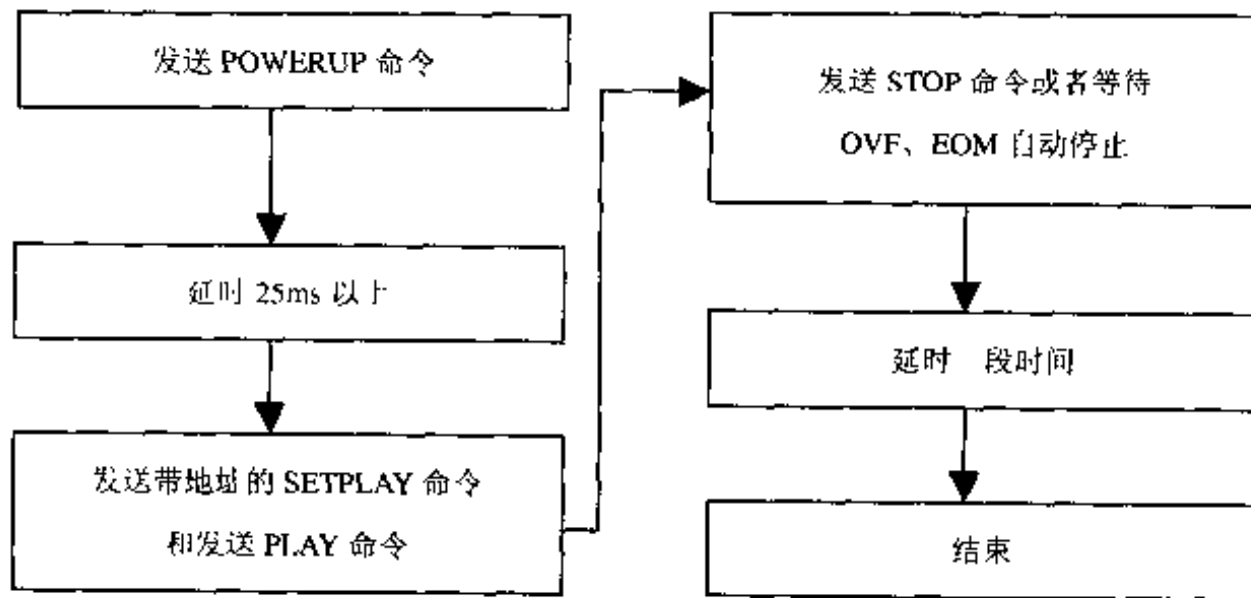 发送 POWERUP 命令
延时 25ms 以上
发送带地址的 SETPLAY 命令
和发送 PLAY 命令
发送 STOP 命令或者等待
OVF、EOM 自动停止
延时 段时间
结束